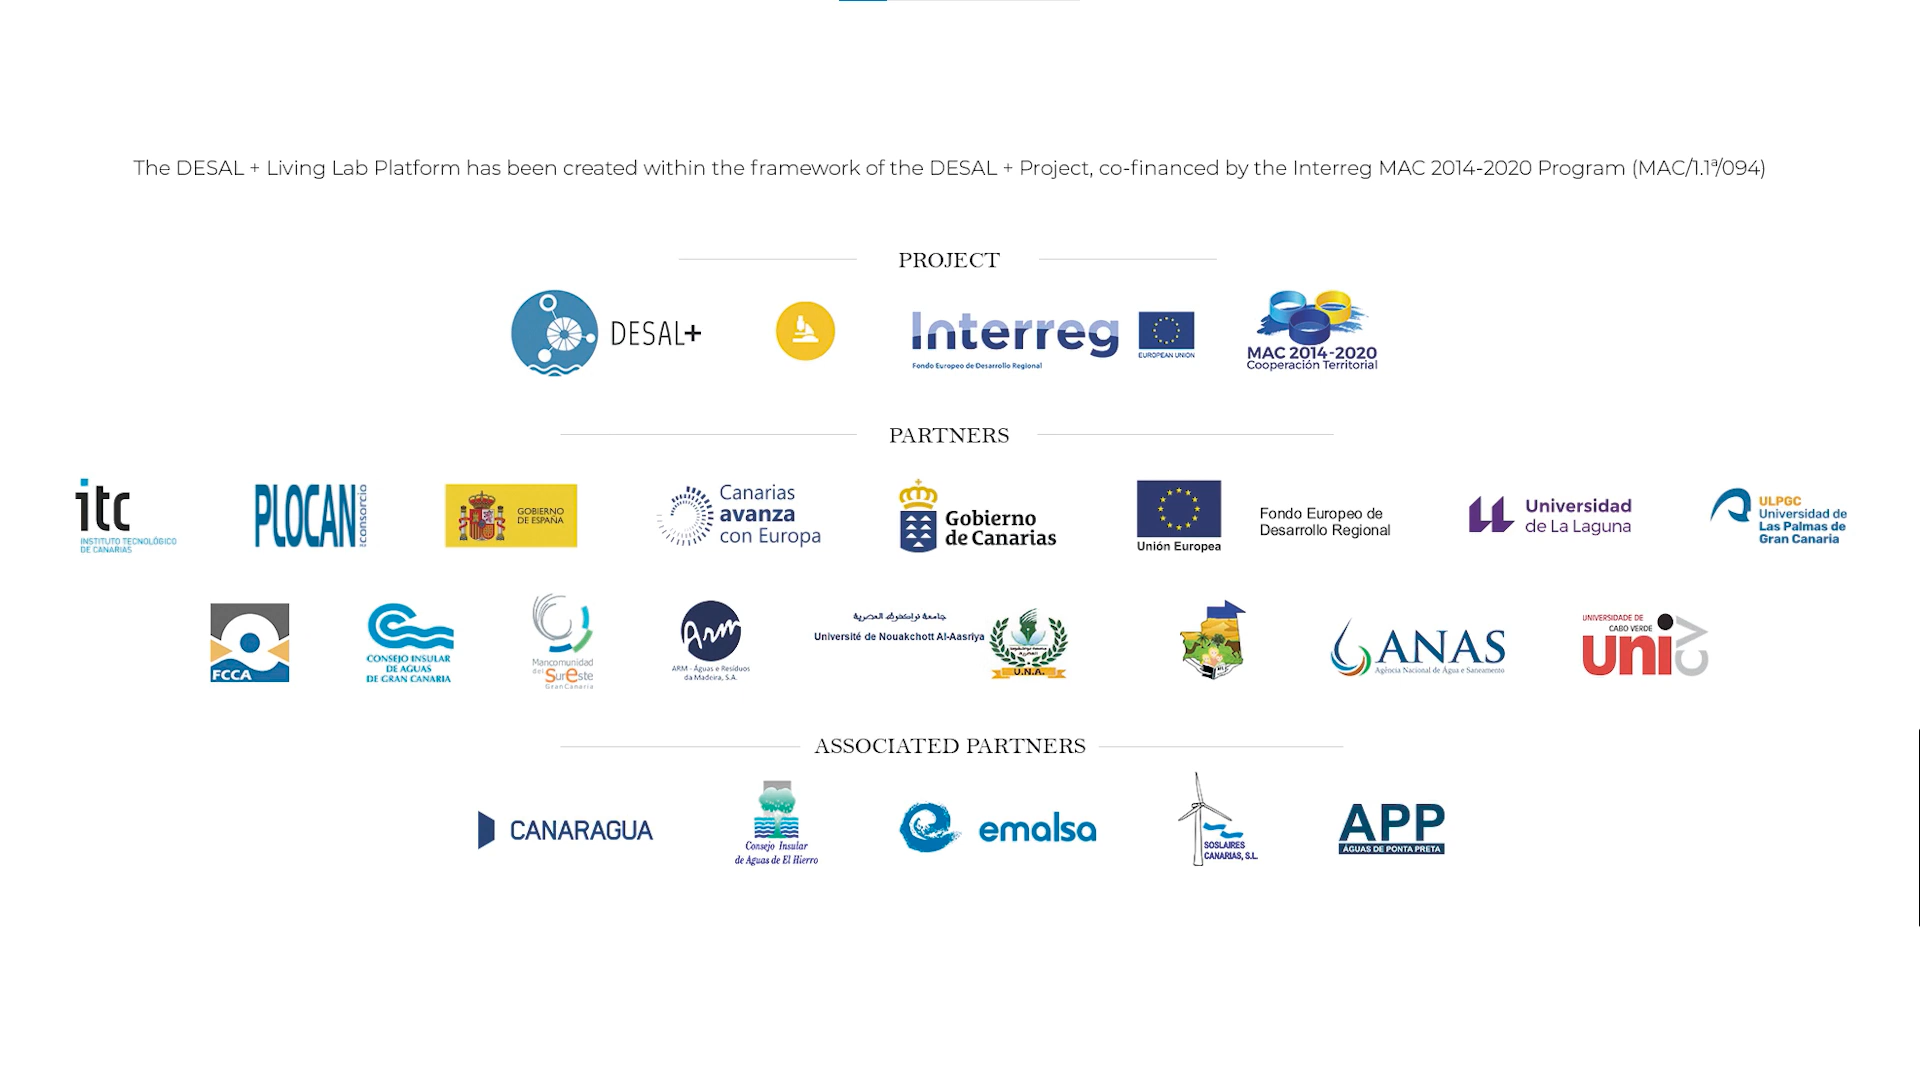 The DESAL + Living Lab Platform has been created within the framework of the DESAL + Project, co-financed by the Interreg MAC 2014-2020 Program (MAC/1.1ª/094)
PROJECT
DESAL+
Interreg
Fondo Europeo de Desarrollo Regional
EUROPEAN UNION
MAC 2014-2020
Cooperación Territorial
PARTNERS
itc
INSTITUTO TECNOLÓGICO
DE CANARIAS
PLOCAN
consorcio
GOBIERNO
DE ESPAÑA
Canarias
avanza
con Europa
Gobierno
de Canarias
Unión Europea
Fondo Europeo de
Desarrollo Regional
Universidad
de La Laguna
ULPGC
Universidad de
Las Palmas de
Gran Canaria
FCCA
CONSEJO INSULAR
DE AGUAS
DE GRAN CANARIA
Mancomunidad
del Sureste
Gran Canaria
Arm
ARM - Águas e Resíduos
da Madeira, S.A.
جامعة نواكشوط العصرية
Université de Nouakchott Al-Aasriya
U.N.A.
ANAS
Agência Nacional de Água e Saneamento
UNIVERSIDADE DE
CABO VERDE
uni
CV
ASSOCIATED PARTNERS
CANARAGUA
Consejo Insular
de Aguas de El Hierro
emalsa
SOSLAIRES
CANARIAS, S.L.
APP
ÁGUAS DE PONTA PRETA